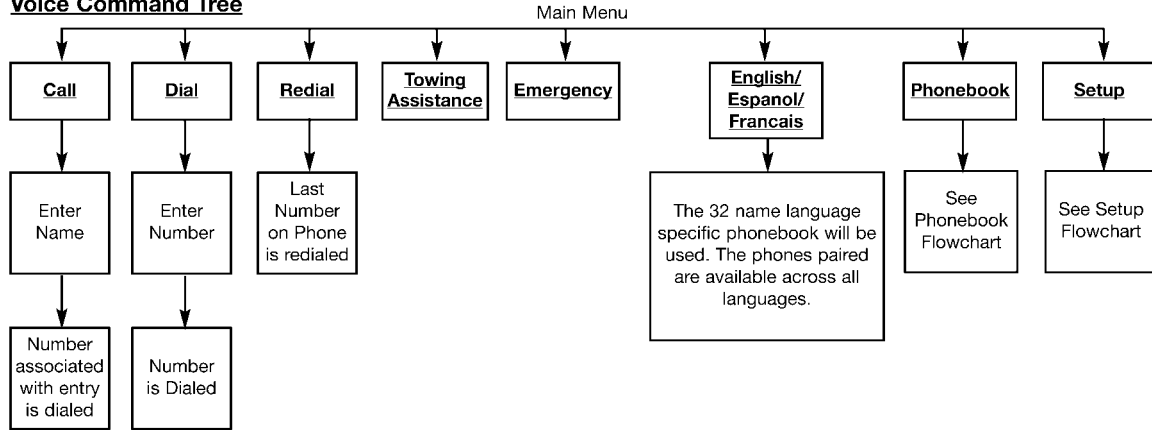 Voice Command Tree
Main Menu
Call
Dial
Redial
Towing
Assistance
Emergency
English/
Espanol/
Francais
Phonebook
Setup
Enter
Name
Enter
Number
Last
Number
on Phone
is redialed
The 32 name language
specific phonebook will be
used. The phones paired
are available across all
languages.
See
Phonebook
Flowchart
See Setup
Flowchart
Number
associated
with entry
is dialed
Number
is Dialed